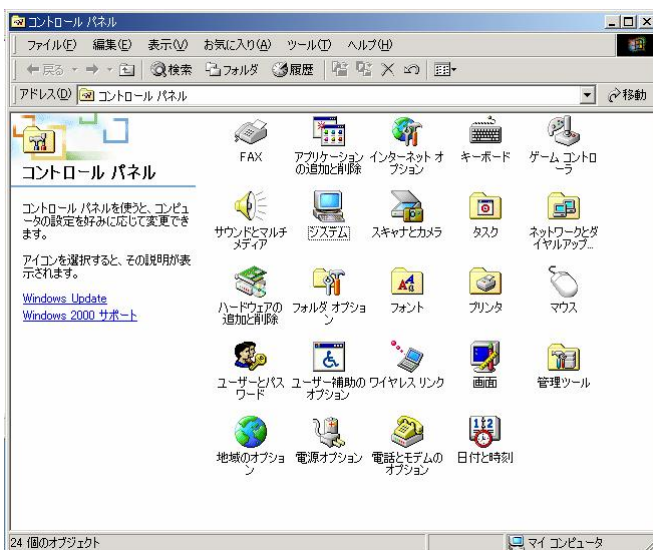 コントロール パネル
ファイル(F) 編集(E) 表示(V) お気に入り(A) ツール(T) ヘルプ(H)
戻る 検索 フォルダ 履歴
アドレス(D) コントロール パネル 移動
コントロール パネル
コントロール パネルを使うと、コンピュ
ータの設定を好みに応じて変更でき
ます。
アイコンを選択すると、その説明が表
示されます。
Windows Update
Windows 2000 サポート
FAX
アプリケーション
の追加と削除
インターネット オ
プション
キーボード
ゲーム コントロ
ーラ
サウンドとマルチ
メディア
システム
スキャナとカメラ
タスク
ネットワークとダ
イヤルアップ...
ハードウェアの
追加と削除
フォルダ オプショ
ン
フォント
プリンタ
マウス
ユーザーとパス
ワード
ユーザー補助の
オプション
ワイヤレス リンク
画面
管理ツール
地域のオプショ
ン
電源オプション
電話とモデムの
オプション
日付と時刻
24 個のオブジェクト
マイ コンピュータ